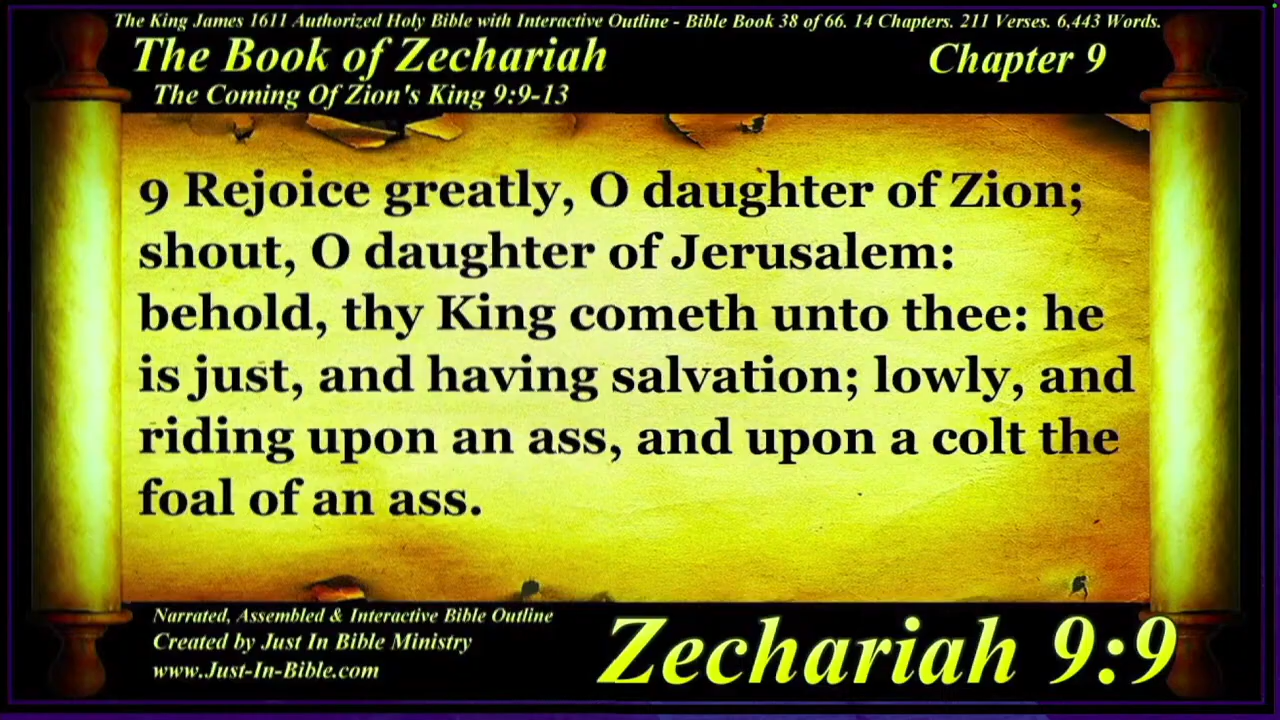 The King James 1611 Authorized Holy Bible with Interactive Outline - Bible Book 38 of 66. 14 Chapters. 211 Verses. 6,443 Words.
The Book of Zechariah
Chapter 9
The Coming Of Zion's King 9:9-13
9 Rejoice greatly, O daughter of Zion;
shout, O daughter of Jerusalem:
behold, thy King cometh unto thee: he
is just, and having salvation; lowly, and
riding upon an ass, and upon a colt the
foal of an ass.
Narrated, Assembled & Interactive Bible Outline
Created by Just In Bible Ministry
www.Just-In-Bible.com
Zechariah 9:9